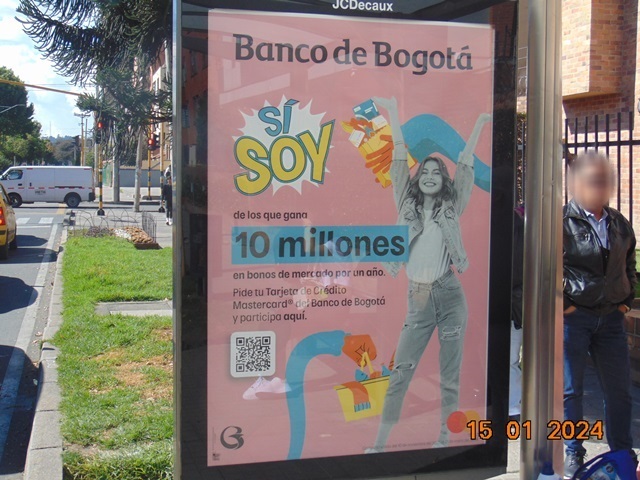 JCDecaux
Banco de Bogotá
SÍ
SOY
de los que gana
10 millones
en bonos de mercado por un año.
Pide tu Tarjeta de Crédito
Mastercard® del Banco de Bogotá
y participa aquí.
15 01 2024